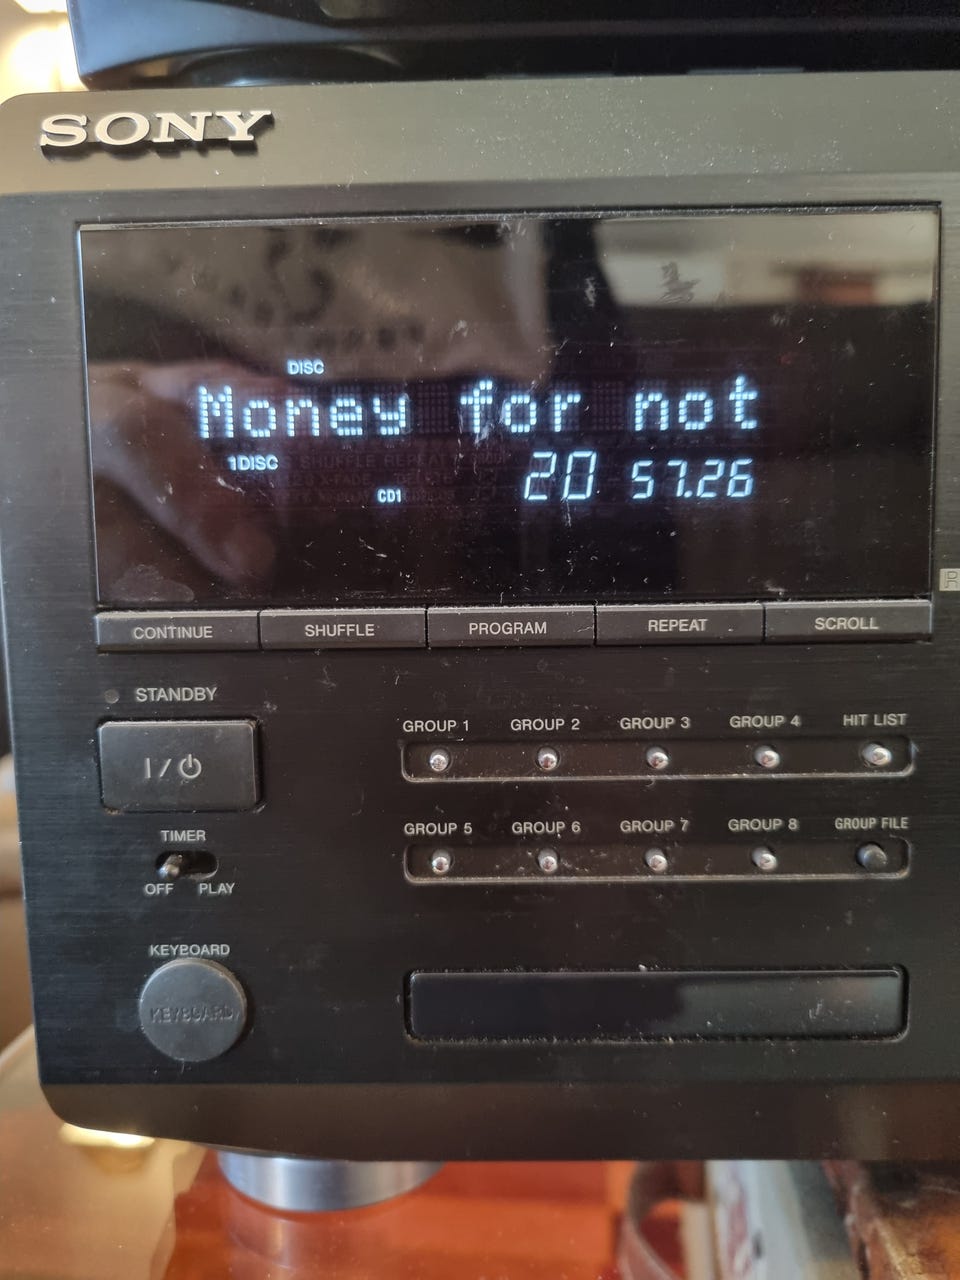 SONY
DISC
Money for not
1DISC
CD1
20 57.26
CONTINUE SHUFFLE PROGRAM REPEAT SCROLL
STANDBY
I/⏻
GROUP 1 GROUP 2 GROUP 3 GROUP 4 HIT LIST
TIMER
OFF PLAY
GROUP 5 GROUP 6 GROUP 7 GROUP 8 GROUP FILE
KEYBOARD
KEYBOARD